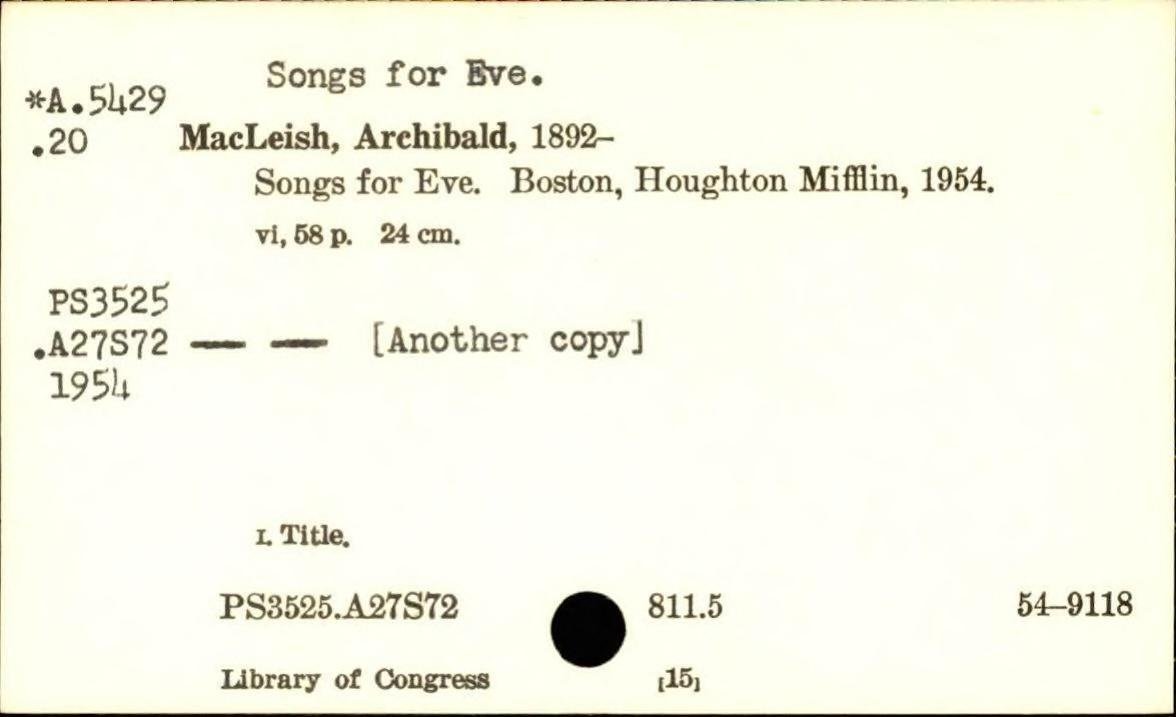 Songs for Eve.
*A.5429
.20 MacLeish, Archibald, 1892–
Songs for Eve. Boston, Houghton Mifflin, 1954.
vi, 58 p. 24 cm.
PS3525
.A27S72 — — [Another copy]
1954
I. Title.
PS3525.A27S72 811.5 54–9118
Library of Congress [15]